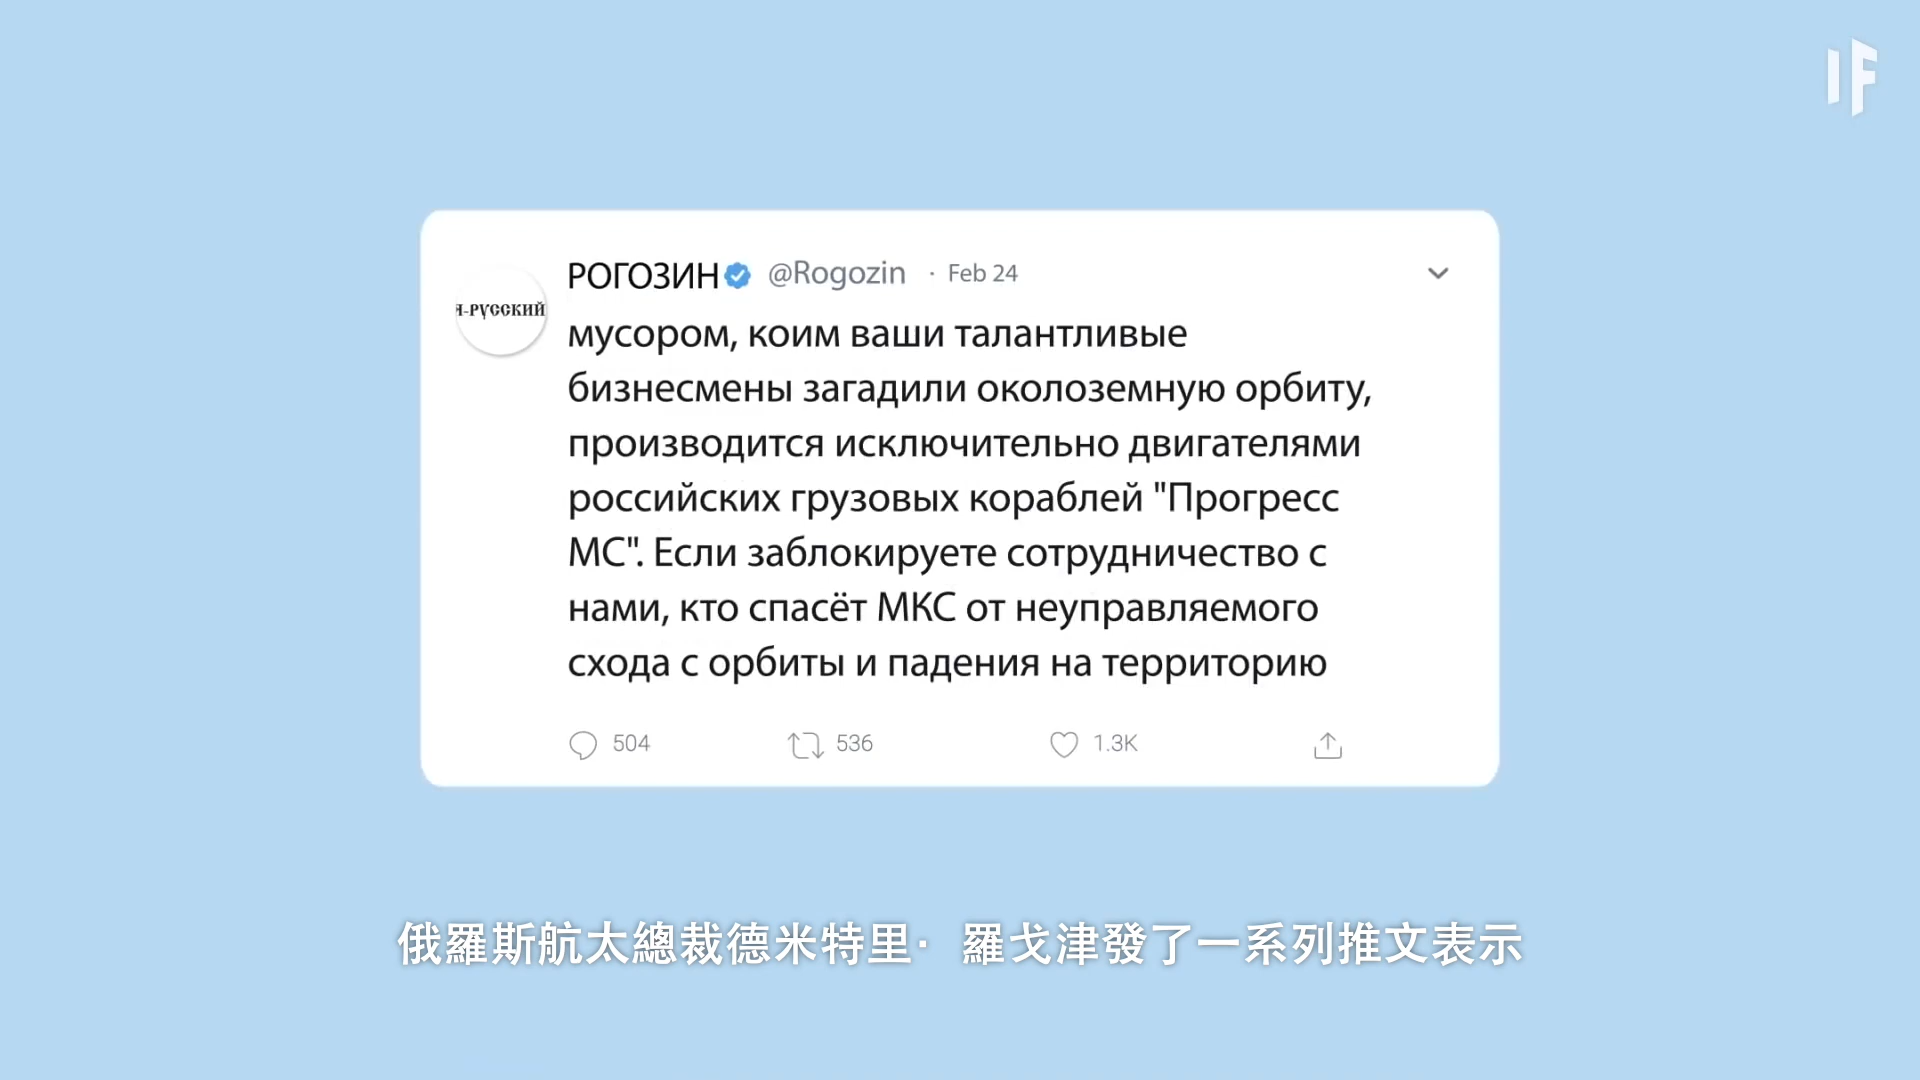 IF
РОГОЗИН @Rogozin · Feb 24
Я-РУССКИЙ
мусором, коим ваши талантливые
бизнесмены загадили околоземную орбиту,
производится исключительно двигателями
российских грузовых кораблей "Прогресс
МС". Если заблокируете сотрудничество с
нами, кто спасёт МКС от неуправляемого
схода с орбиты и падения на территорию
504 536 1.3K
俄羅斯航太總裁德米特里· 羅戈津發了一系列推文表示